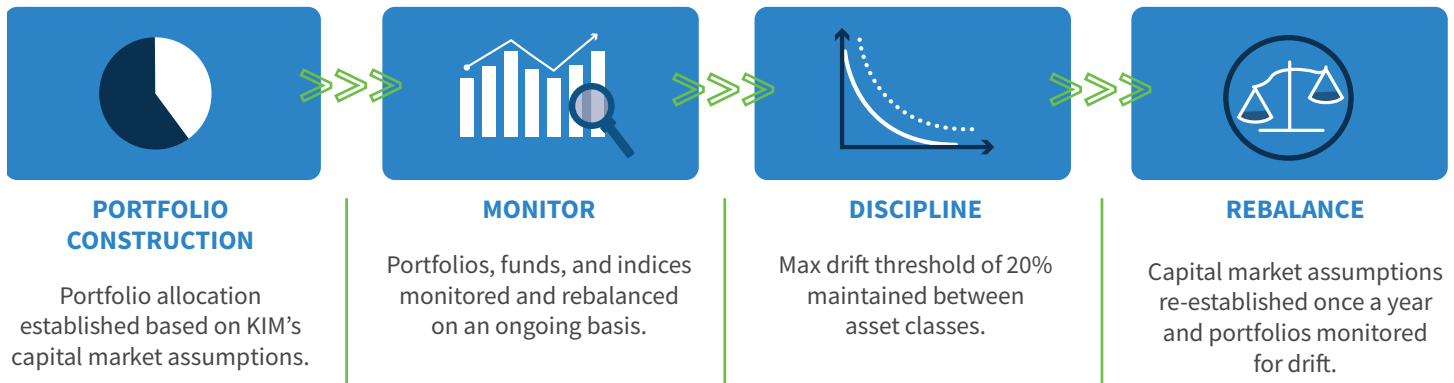 PORTFOLIO
CONSTRUCTION
Portfolio allocation
established based on KIM’s
capital market assumptions.
MONITOR
Portfolios, funds, and indices
monitored and rebalanced
on an ongoing basis.
DISCIPLINE
Max drift threshold of 20%
maintained between
asset classes.
REBALANCE
Capital market assumptions
re-established once a year
and portfolios monitored
for drift.